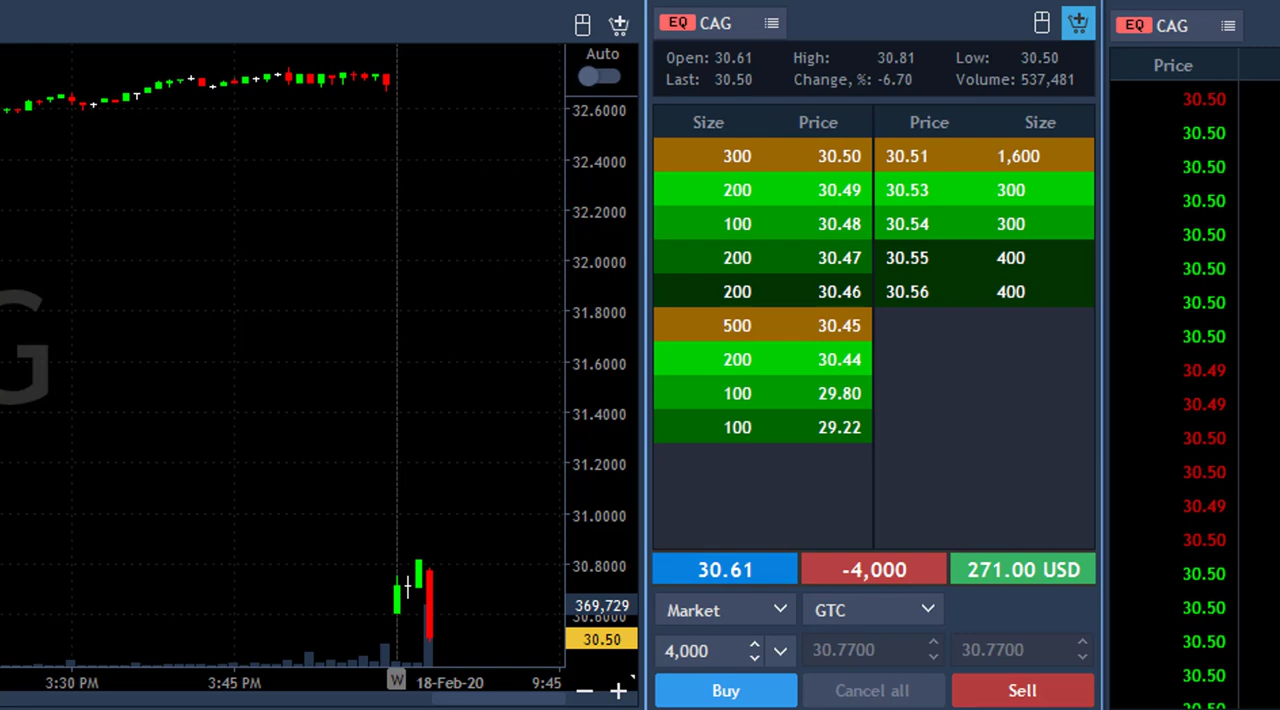 Auto
32.6000
32.4000
32.2000
32.0000
31.8000
31.6000
31.4000
31.2000
31.0000
30.8000
369,729
30.6000
30.50
G
3:30 PM
3:45 PM
W
18-Feb-20
9:45
EQ CAG
Open: 30.61 High: 30.81 Low: 30.50
Last: 30.50 Change, %: -6.70 Volume: 537,481
Size Price Price Size
300 30.50 30.51 1,600
200 30.49 30.53 300
100 30.48 30.54 300
200 30.47 30.55 400
200 30.46 30.56 400
500 30.45
200 30.44
100 29.80
100 29.22
30.61 -4,000 271.00 USD
Market GTC
4,000 30.7700 30.7700
Buy Cancel all Sell
EQ CAG
Price
30.50
30.50
30.50
30.50
30.50
30.50
30.50
30.50
30.49
30.49
30.49
30.50
30.49
30.50
30.50
30.50
30.50
30.50
30.50